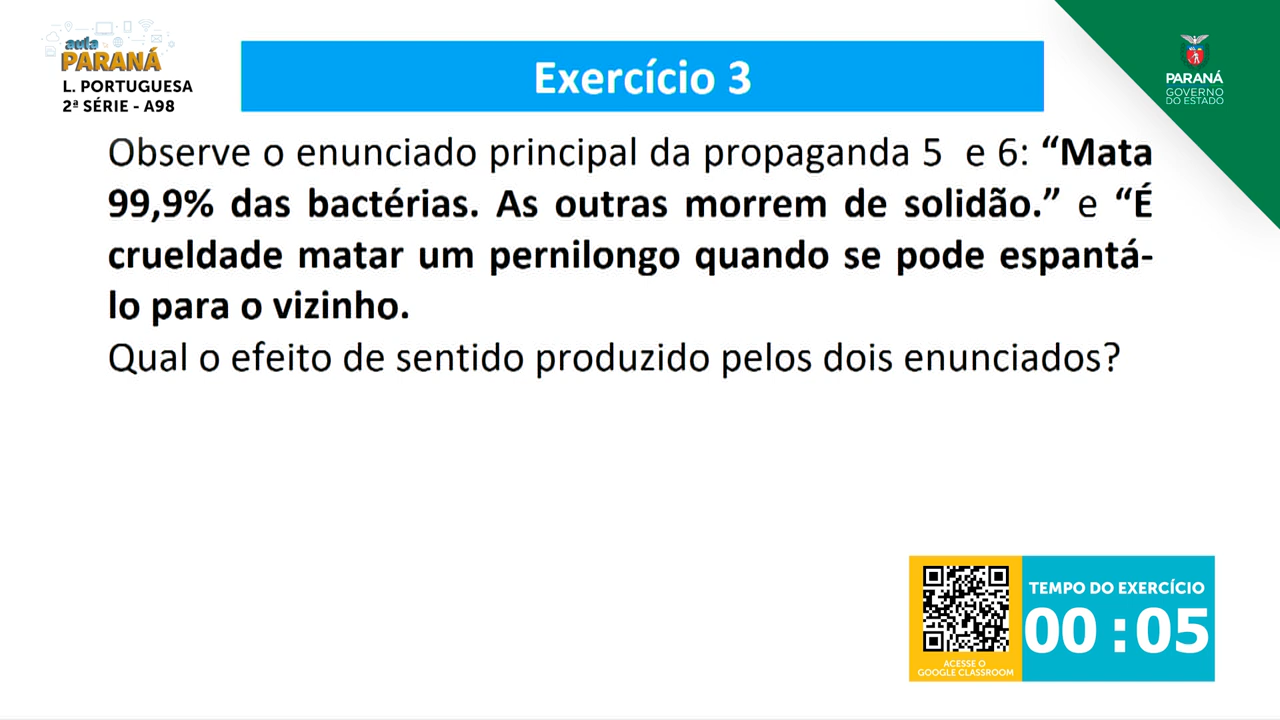 aula
PARANÁ
L. PORTUGUESA
2ª SÉRIE - A98
Exercício 3
PARANÁ
GOVERNO
DO ESTADO
Observe o enunciado principal da propaganda 5 e 6: “Mata
99,9% das bactérias. As outras morrem de solidão.” e “É
crueldade matar um pernilongo quando se pode espantá-
lo para o vizinho.
Qual o efeito de sentido produzido pelos dois enunciados?
ACESSE O
GOOGLE CLASSROOM
TEMPO DO EXERCÍCIO
00 : 05